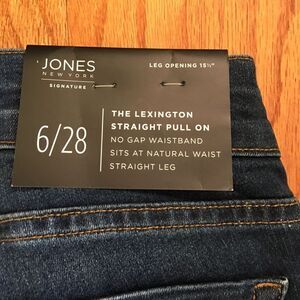 JONES
NEW YORK
SIGNATURE
LEG OPENING 15½"
6/28
THE LEXINGTON
STRAIGHT PULL ON
NO GAP WAISTBAND
SITS AT NATURAL WAIST
STRAIGHT LEG